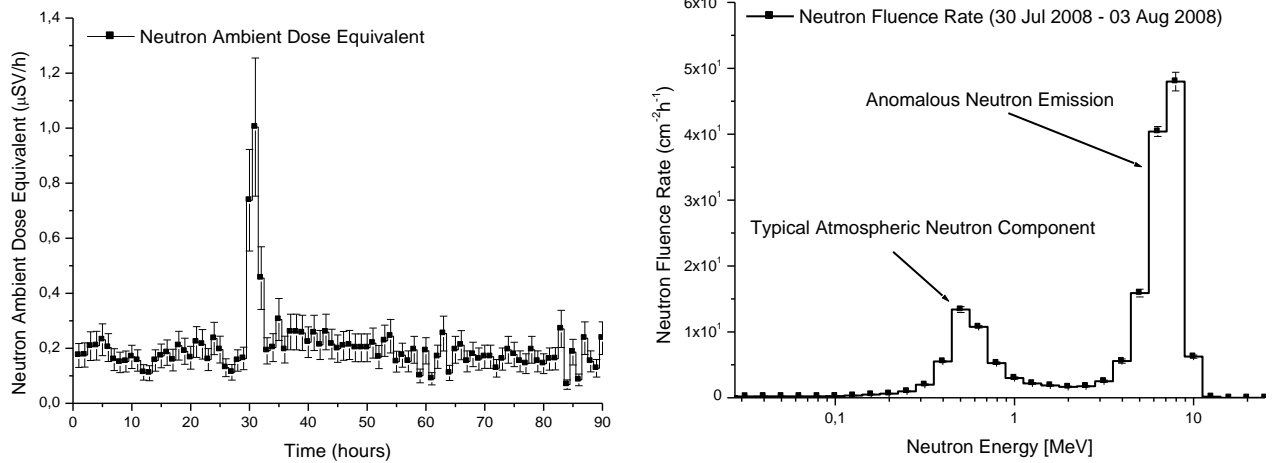 1,4
1,2
1,0
0,8
0,6
0,4
0,2
0,0
0 10 20 30 40 50 60 70 80 90
Neutron Ambient Dose Equivalent (μSV/h)
Time (hours)
Neutron Ambient Dose Equivalent
6x10¹
5x10¹
4x10¹
3x10¹
2x10¹
1x10¹
0
0,1 1 10
Neutron Fluence Rate (cm⁻²h⁻¹)
Neutron Energy [MeV]
Neutron Fluence Rate (30 Jul 2008 - 03 Aug 2008)
Anomalous Neutron Emission
Typical Atmospheric Neutron Component